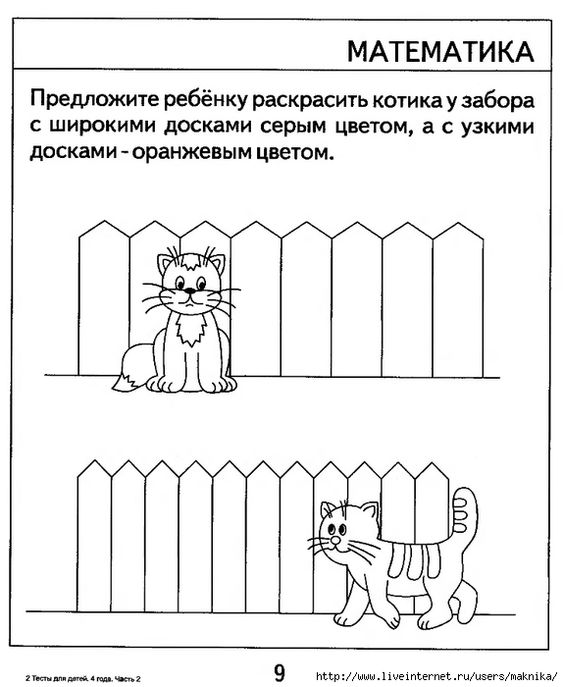 МАТЕМАТИКА
Предложите ребёнку раскрасить котика у забора
с широкими досками серым цветом, а с узкими
досками - оранжевым цветом.
2 Тесты для детей. 4 года. Часть 2
9
http://www.liveinternet.ru/users/maknika/